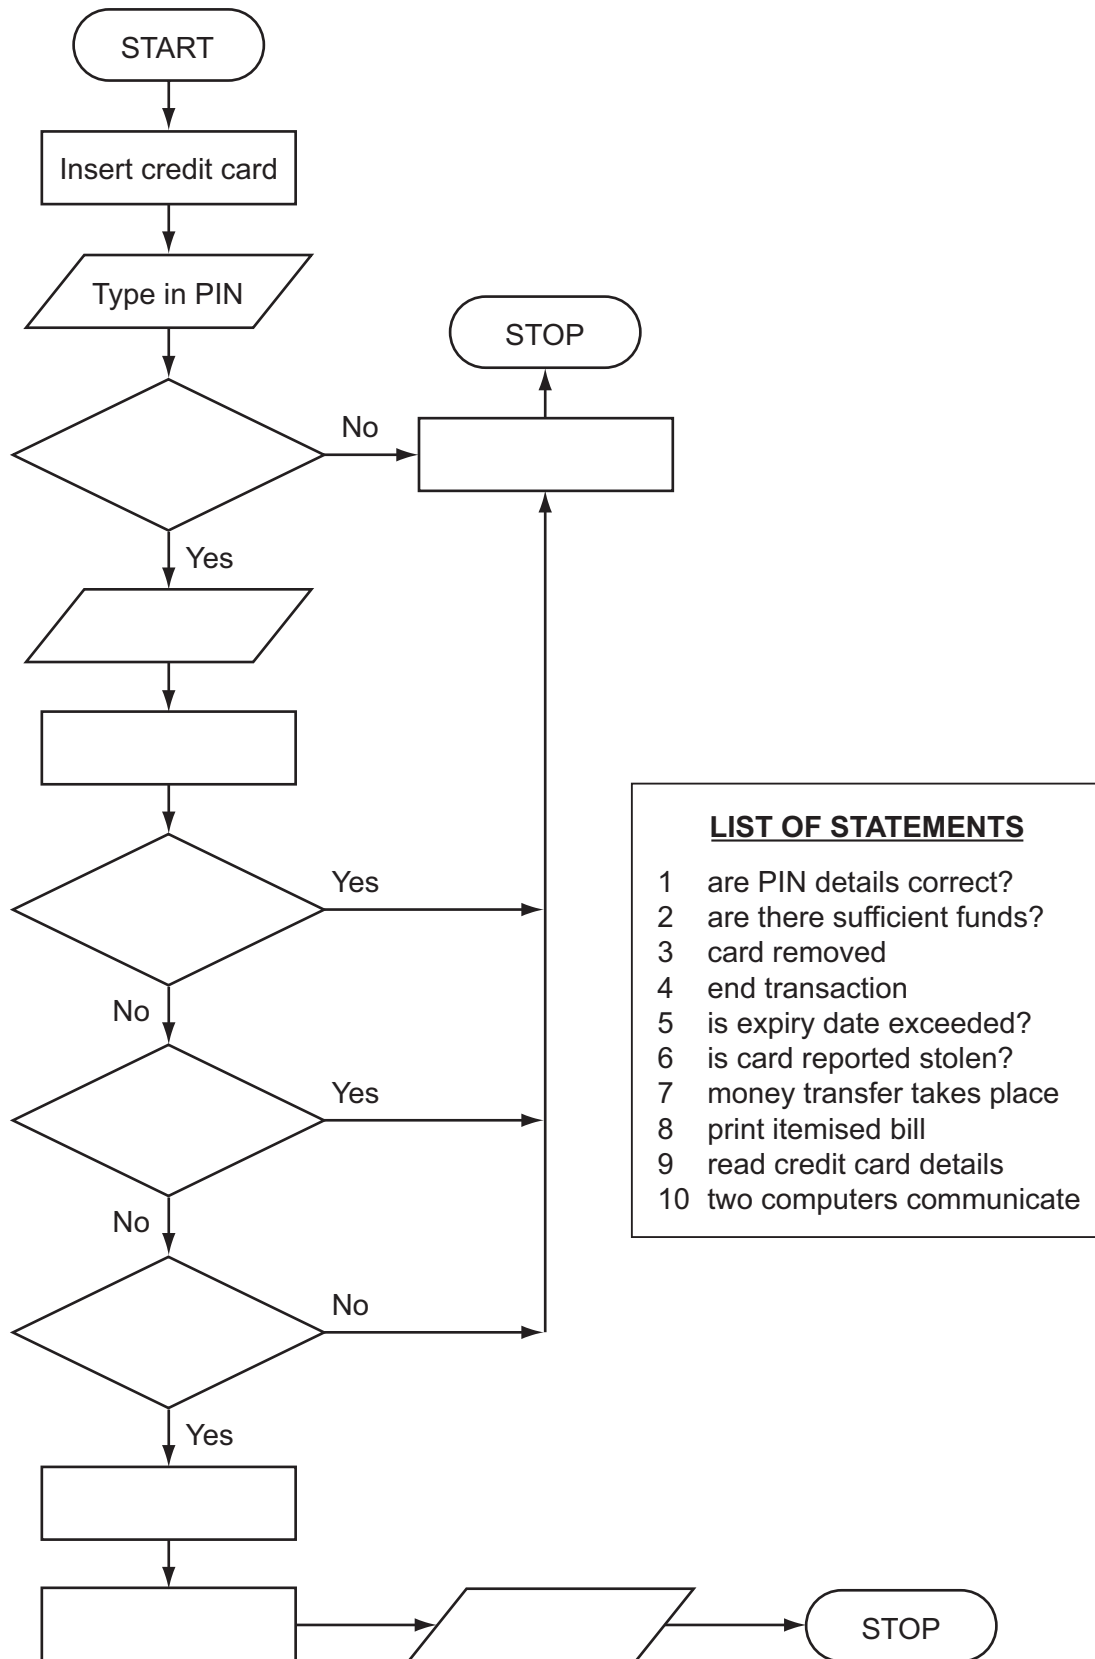 START
Insert credit card
Type in PIN
STOP
No
Yes
Yes
No
Yes
No
No
Yes
STOP
LIST OF STATEMENTS
1 are PIN details correct?
2 are there sufficient funds?
3 card removed
4 end transaction
5 is expiry date exceeded?
6 is card reported stolen?
7 money transfer takes place
8 print itemised bill
9 read credit card details
10 two computers communicate